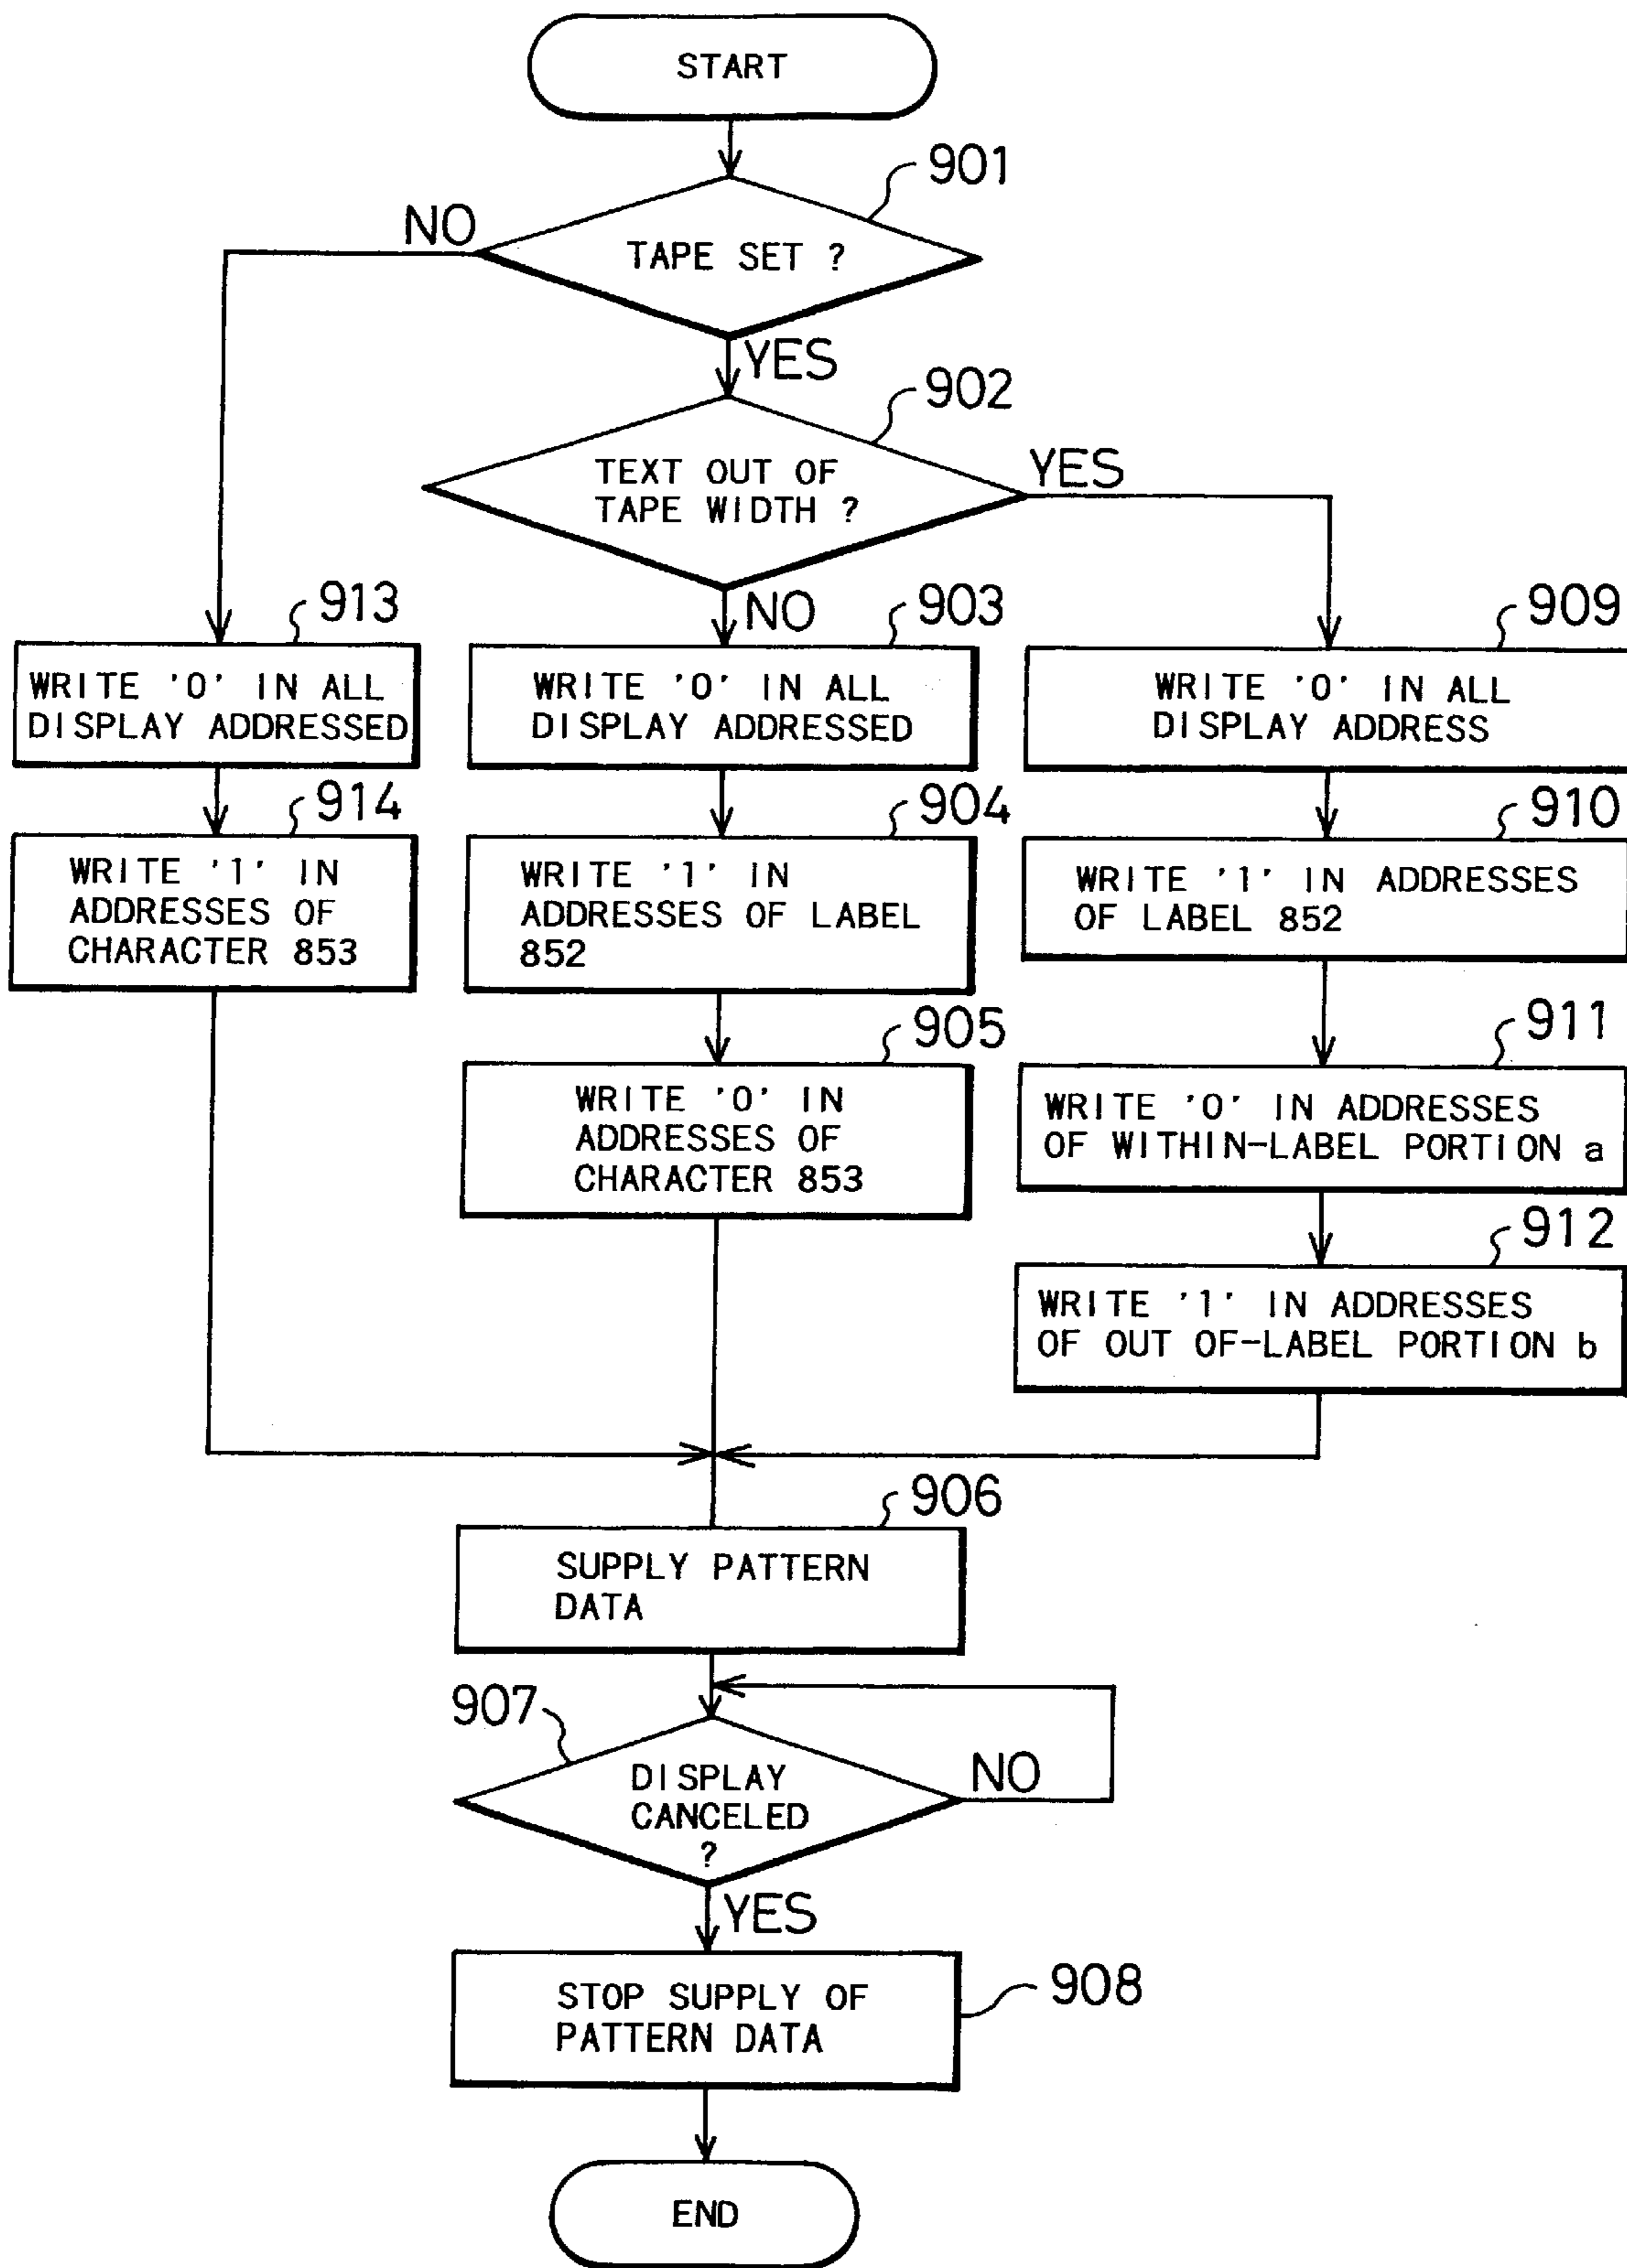 START
901
NO
TAPE SET ?
YES
902
TEXT OUT OF
TAPE WIDTH ?
YES
NO
913
WRITE '0' IN ALL
DISPLAY ADDRESSED
903
WRITE '0' IN ALL
DISPLAY ADDRESSED
909
WRITE '0' IN ALL
DISPLAY ADDRESS
914
WRITE '1' IN
ADDRESSES OF
CHARACTER 853
904
WRITE '1' IN
ADDRESSES OF LABEL
852
910
WRITE '1' IN ADDRESSES
OF LABEL 852
905
WRITE '0' IN
ADDRESSES OF
CHARACTER 853
911
WRITE '0' IN ADDRESSES
OF WITHIN-LABEL PORTION a
912
WRITE '1' IN ADDRESSES
OF OUT OF-LABEL PORTION b
906
SUPPLY PATTERN
DATA
907
DISPLAY
CANCELED
?
NO
YES
908
STOP SUPPLY OF
PATTERN DATA
END